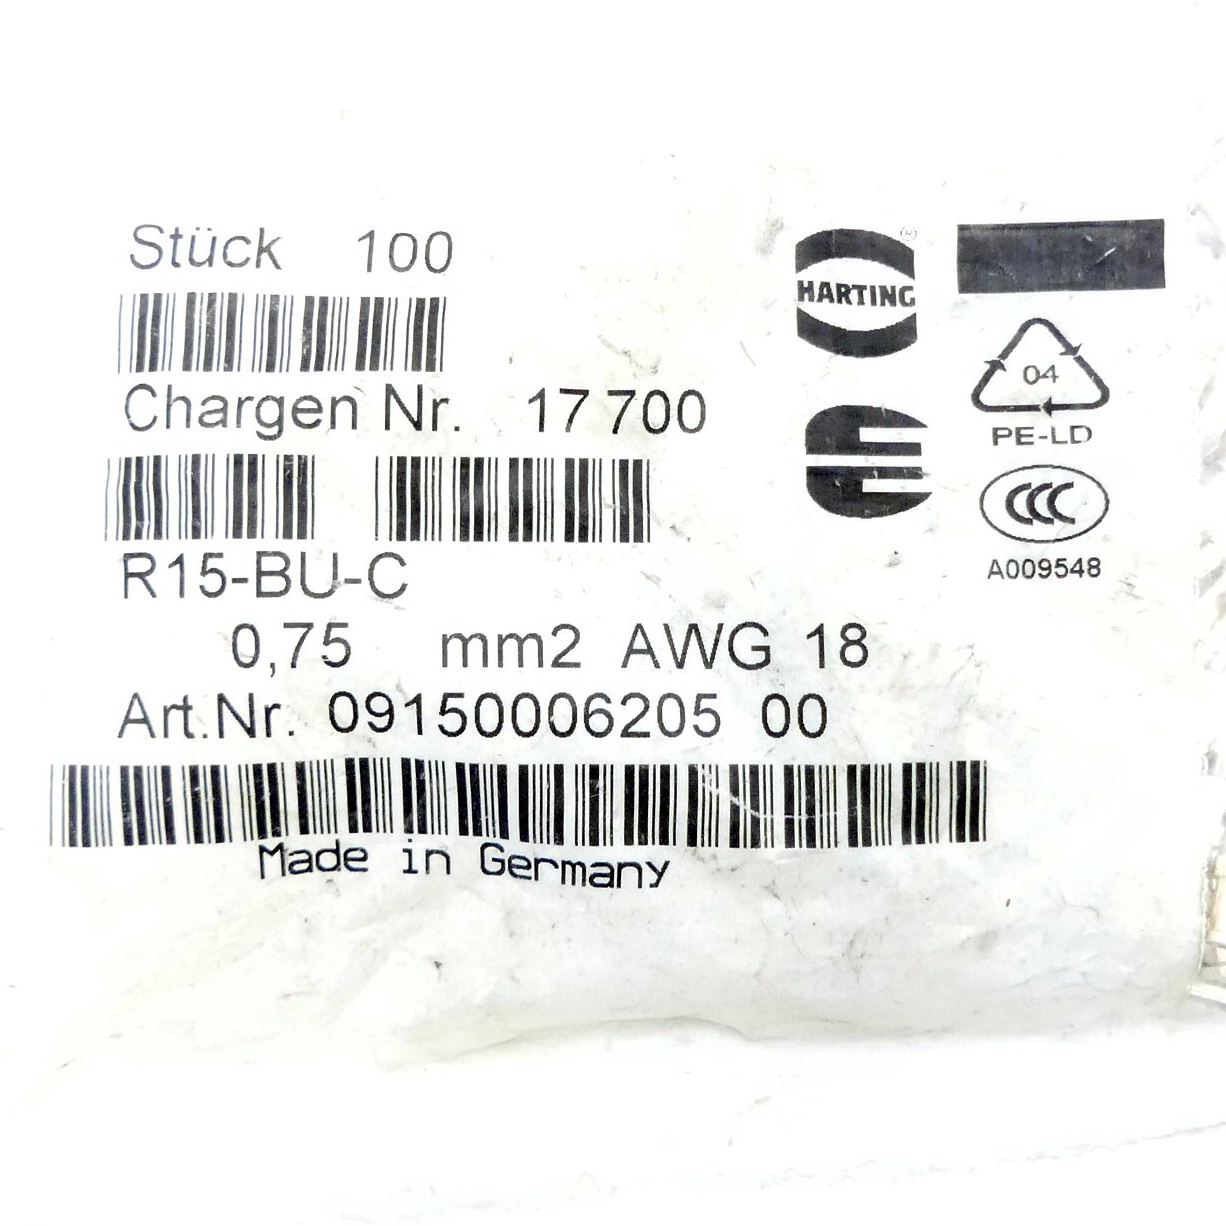 Stück 100
HARTING®
04
PE-LD
Chargen Nr. 17 700
CCC
A009548
R15-BU-C
0,75 mm2 AWG 18
Art.Nr. 09150006205 00
Made in Germany